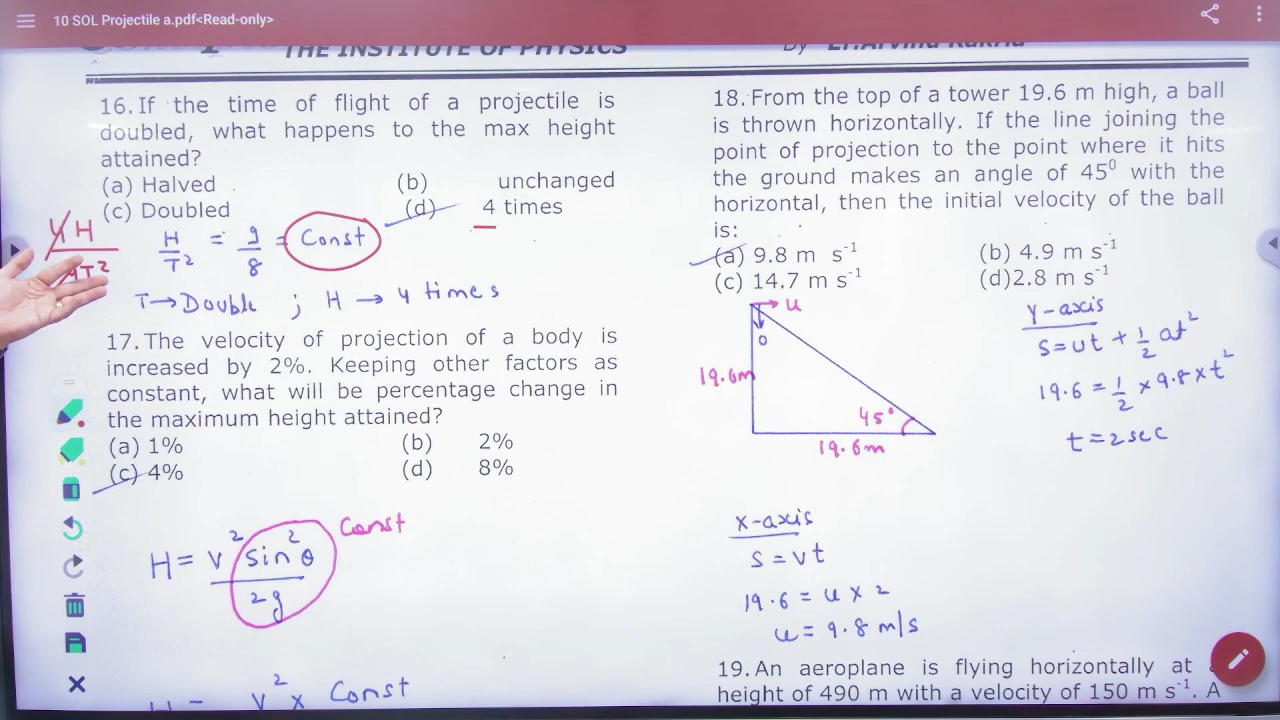 10 SOL Projectile a.pdf<Read-only>
THE INSTITUTE OF PHYSICS
By
16. If the time of flight of a projectile is
doubled, what happens to the max height
attained?
(a) Halved (b) unchanged
(c) Doubled (d) 4 times
4H
4T²
H/T² = g/8 = Const
T→Double ; H → 4 times
17. The velocity of projection of a body is
increased by 2%. Keeping other factors as
constant, what will be percentage change in
the maximum height attained?
(a) 1% (b) 2%
(c) 4% (d) 8%
H = v² sin²θ / 2g
Const
v² x Const
18. From the top of a tower 19.6 m high, a ball
is thrown horizontally. If the line joining the
point of projection to the point where it hits
the ground makes an angle of 45⁰ with the
horizontal, then the initial velocity of the ball
is:
(a) 9.8 m s⁻¹ (b) 4.9 m s⁻¹
(c) 14.7 m s⁻¹ (d)2.8 m s⁻¹
u
0
19.6m
45°
19.6m
Y-axis
S=ut + 1/2 at²
19.6 = 1/2 x 9.8 x t²
t=2sec
X-axis
S = vt
19.6 = u x 2
u = 9.8 m/s
19. An aeroplane is flying horizontally at
height of 490 m with a velocity of 150 m s⁻¹. A